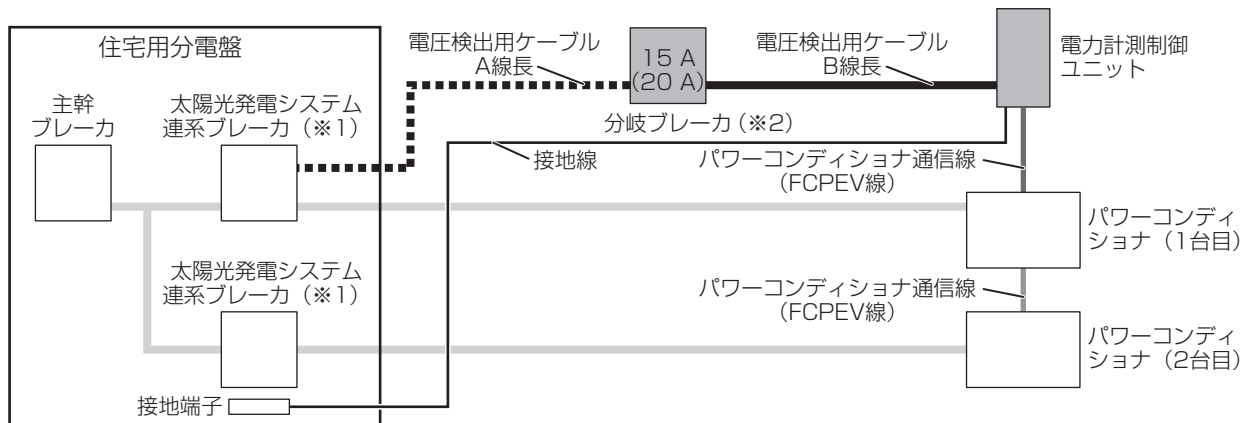 住宅用分電盤
主幹
ブレーカ
太陽光発電システム
連系ブレーカ（※1）
電圧検出用ケーブル
A線長
15 A
(20 A)
電圧検出用ケーブル
B線長
電力計測制御
ユニット
分岐ブレーカ（※2）
接地線
パワーコンディショナ通信線
（FCPEV線）
パワーコンディ
ショナ（1台目）
太陽光発電システム
連系ブレーカ（※1）
パワーコンディショナ通信線
（FCPEV線）
パワーコンディ
ショナ（2台目）
接地端子